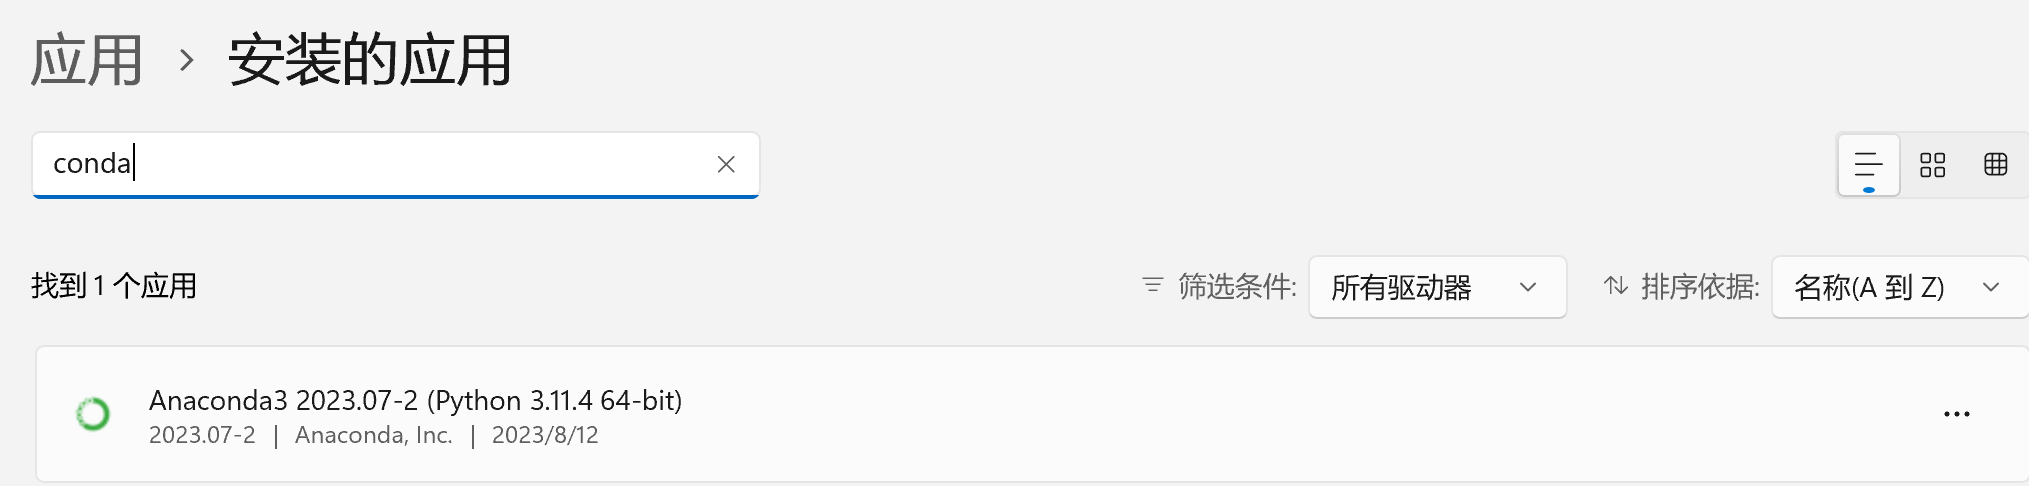 应用 › 安装的应用
conda
找到 1 个应用
筛选条件: 所有驱动器 排序依据: 名称(A 到 Z)
Anaconda3 2023.07-2 (Python 3.11.4 64-bit)
2023.07-2 | Anaconda, Inc. | 2023/8/12